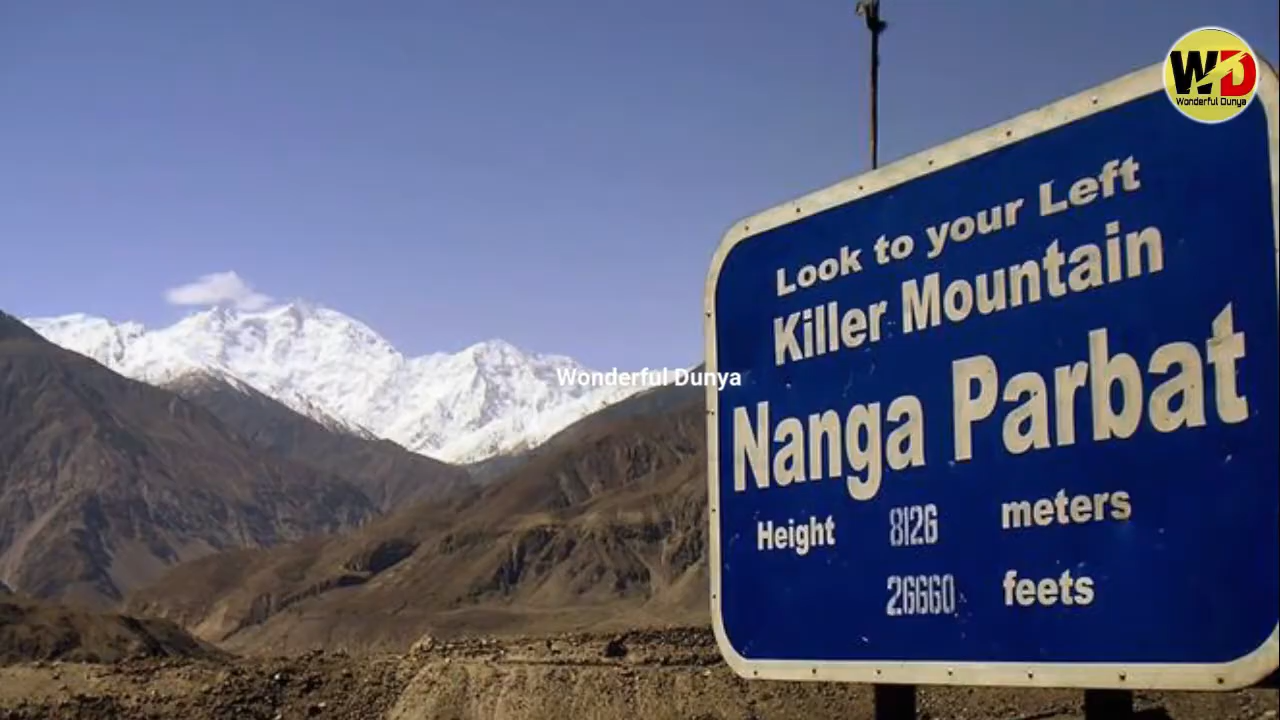 WD
Wonderful Dunya
Look to your Left
Killer Mountain
Nanga Parbat
Height 8126 meters
26660 feets
Wonderful Dunya